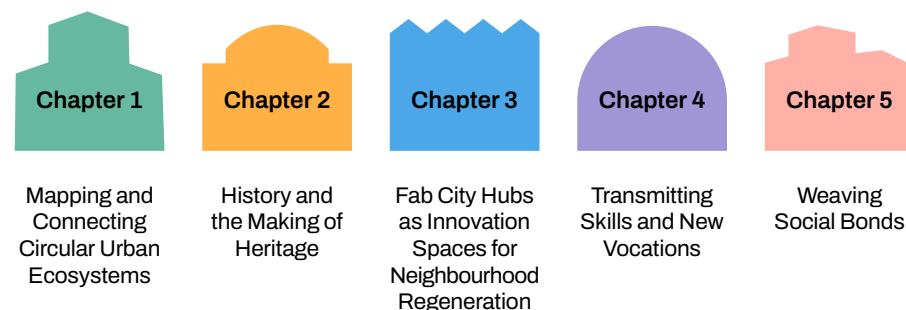 Chapter 1
Chapter 2
Chapter 3
Chapter 4
Chapter 5
Mapping and
Connecting
Circular Urban
Ecosystems
History and
the Making of
Heritage
Fab City Hubs
as Innovation
Spaces for
Neighbourhood
Regeneration
Transmitting
Skills and New
Vocations
Weaving
Social Bonds